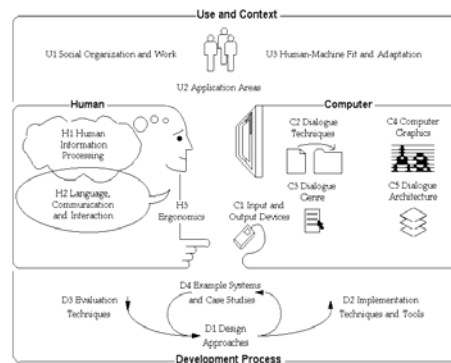 Use and Context
U1 Social Organization and Work
U3 Human-Machine Fit and Adaptation
U2 Application Areas
Human
H1 Human
Information
Processing
H2 Language,
Communication
and Interaction
H3
Ergonomics
Computer
C2 Dialogue
Techniques
C4 Computer
Graphics
C3 Dialogue
Genre
C1 Input and
Output Devices
C5 Dialogue
Architecture
D4 Example Systems
and Case Studies
D3 Evaluation
Techniques
D2 Implementation
Techniques and Tools
D1 Design
Approaches
Development Process